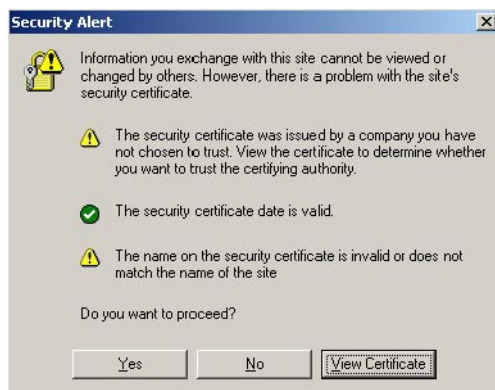 Security Alert
Information you exchange with this site cannot be viewed or
changed by others. However, there is a problem with the site's
security certificate.
The security certificate was issued by a company you have
not chosen to trust. View the certificate to determine whether
you want to trust the certifying authority.
The security certificate date is valid.
The name on the security certificate is invalid or does not
match the name of the site
Do you want to proceed?
Yes
No
View Certificate